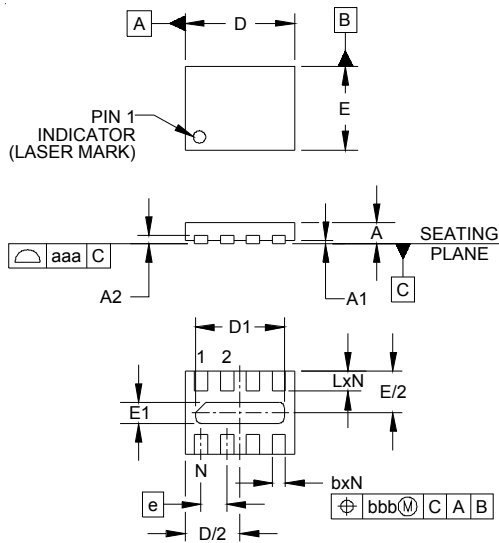 A
D
B
E
PIN 1
INDICATOR
(LASER MARK)
A
SEATING
PLANE
aaa C
C
A2
A1
D1
1 2
LxN
E/2
E1
N
bxN
e
bbb Ⓜ C A B
D/2